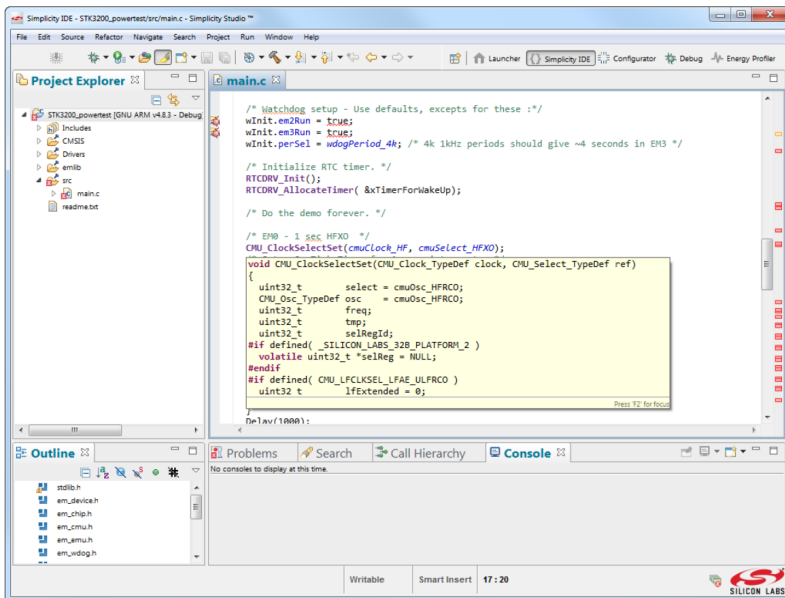 Simplicity IDE - STK3200_powertest/src/main.c - Simplicity Studio ™
File Edit Source Refactor Navigate Search Project Run Window Help
Launcher {} Simplicity IDE Configurator Debug Energy Profiler
Project Explorer
STK3200_powertest [GNU ARM v4.8.3 - Debug]
Includes
CMSIS
Drivers
emlib
src
main.c
readme.txt
main.c
/* Watchdog setup - Use defaults, excepts for these :*/
wInit.em2Run = true;
wInit.em3Run = true;
wInit.perSel = wdogPeriod_4k; /* 4k 1kHz periods should give ~4 seconds in EM3 */
/* Initialize RTC timer. */
RTCDRV_Init();
RTCDRV_AllocateTimer( &xTimerForWakeUp);
/* Do the demo forever. */
/* EM0 - 1 sec HFXO */
CMU_ClockSelectSet(cmuClock_HF, cmuSelect_HFXO);
void CMU_ClockSelectSet(CMU_Clock_TypeDef clock, CMU_Select_TypeDef ref)
{
uint32_t select = cmuOsc_HFRCO;
CMU_Osc_TypeDef osc = cmuOsc_HFRCO;
uint32_t freq;
uint32_t tmp;
uint32_t selRegId;
#if defined( _SILICON_LABS_32B_PLATFORM_2 )
volatile uint32_t *selReg = NULL;
#endif
#if defined( CMU_LFCLKSEL_LFAE_ULFRCO )
uint32_t lfExtended = 0;
Press 'F2' for focus
}
Delay(1000);
Outline
stdlib.h
em_device.h
em_chip.h
em_cmu.h
em_emu.h
em_wdog.h
Problems Search Call Hierarchy Console
No consoles to display at this time.
Writable Smart Insert 17 : 20
SILICON LABS